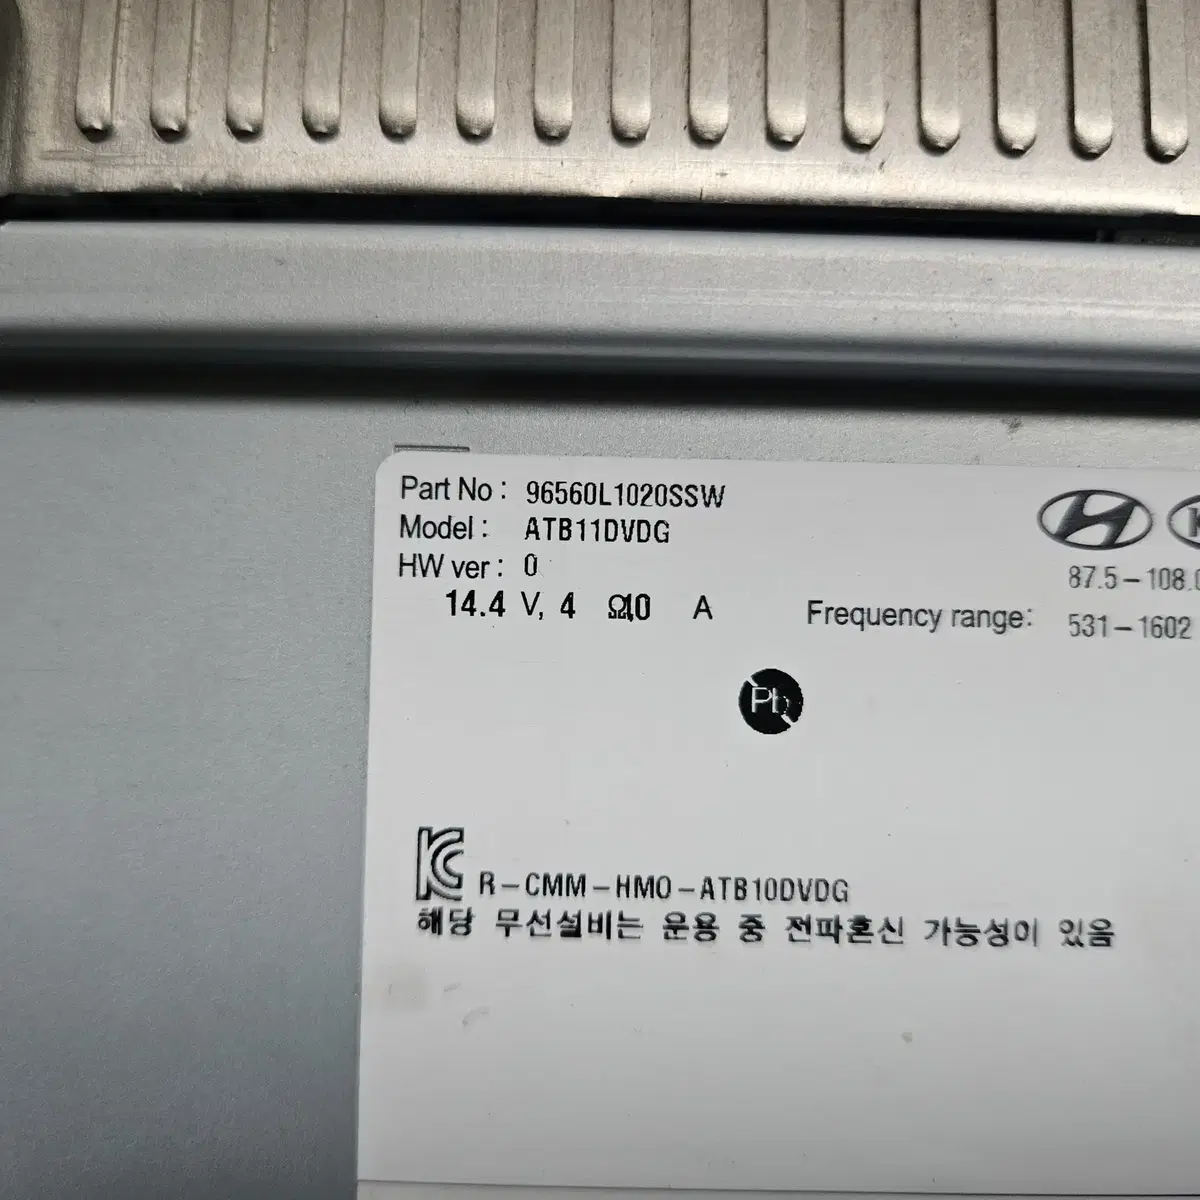 Part No : 96560L1020SSW
Model : ATB11DVDG
HW ver : 0
14.4 V, 4 Ω 10 A
87.5-108.0
Frequency range: 531-1602
Pb
R-CMM-HMO-ATB10DVDG
해당 무선설비는 운용 중 전파혼신 가능성이 있음